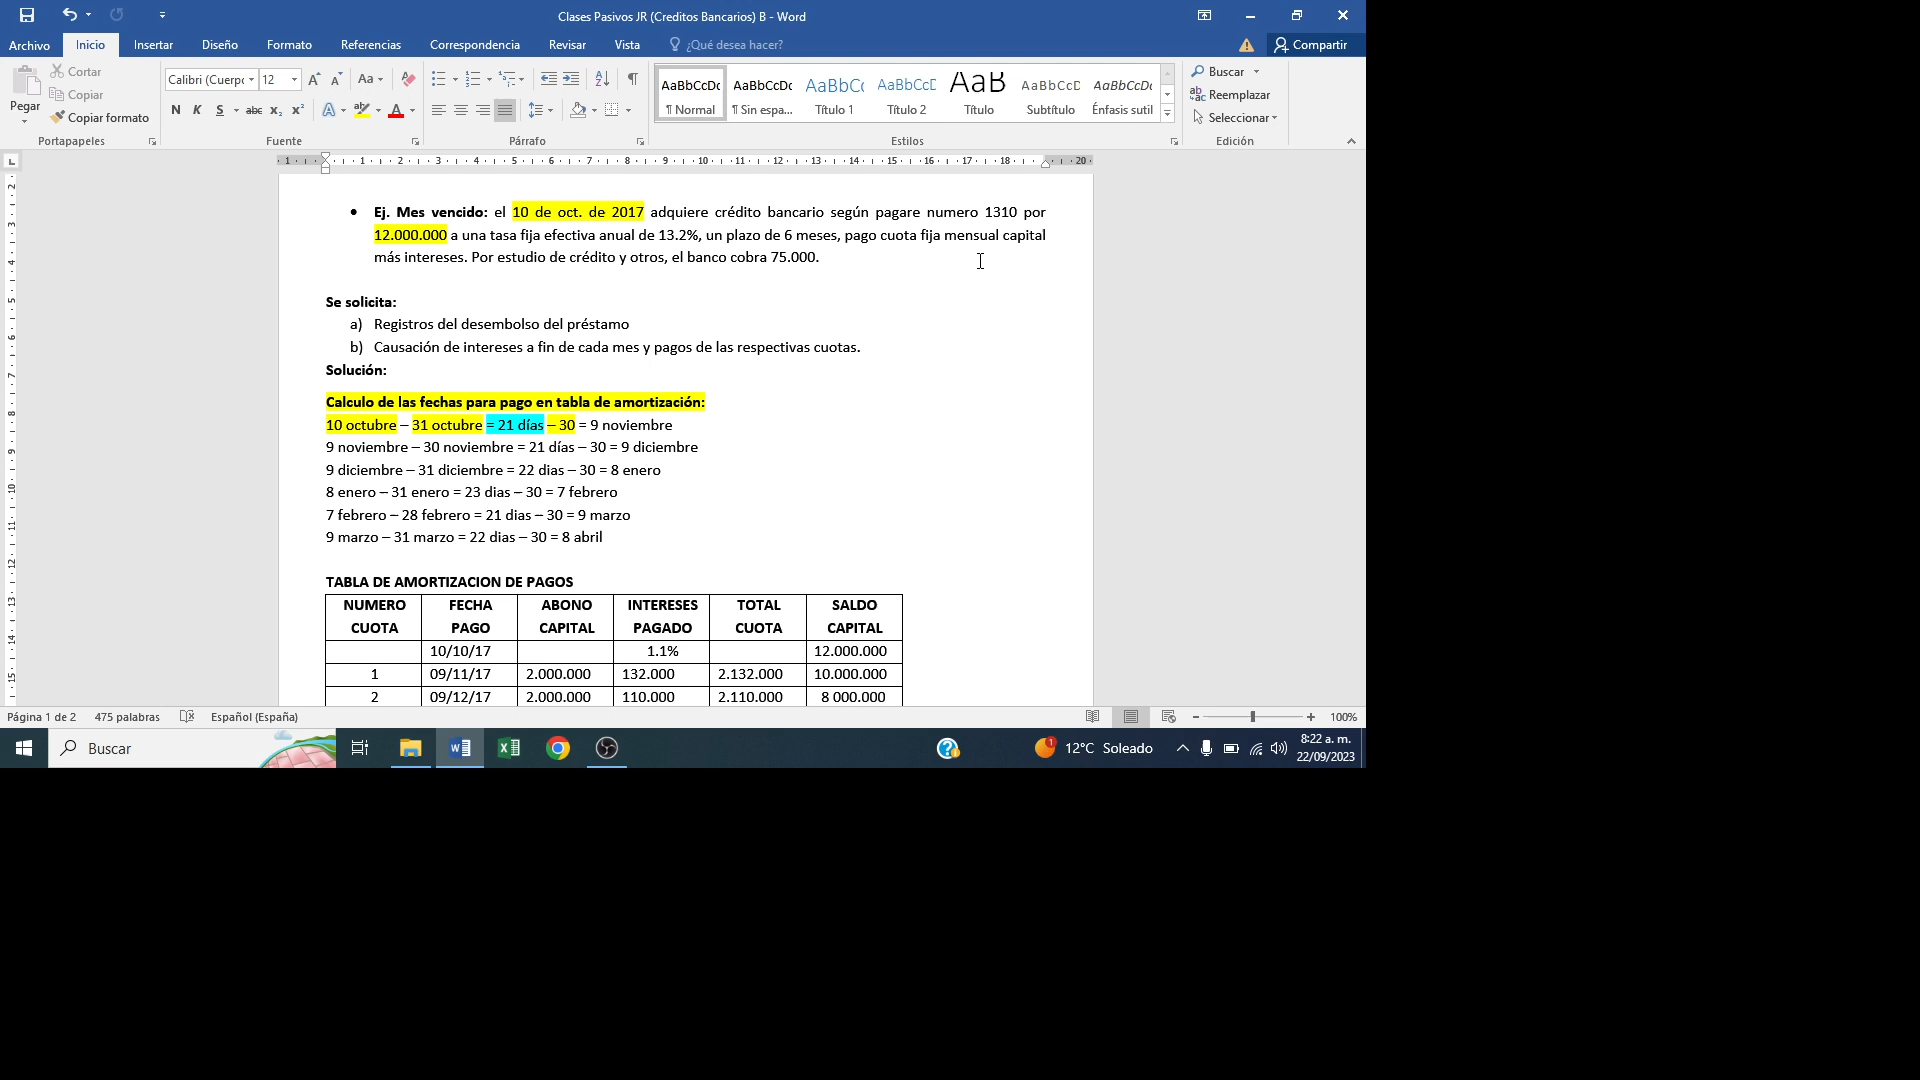 Clases Pasivos JR (Creditos Bancarios) B - Word
Archivo Inicio Insertar Diseño Formato Referencias Correspondencia Revisar Vista ¿Qué desea hacer? Compartir
Pegar
Cortar
Copiar
Copiar formato
Portapapeles
Calibri (Cuerpo 12
N K S abc x₂ x²
Fuente
Párrafo
AaBbCcDc AaBbCcDc AaBbCc AaBbCcC AaB AaBbCcD AaBbCcDc
¶ Normal ¶ Sin espa... Título 1 Título 2 Título Subtítulo Énfasis sutil
Estilos
Buscar
Reemplazar
Seleccionar
Edición
• Ej. Mes vencido: el 10 de oct. de 2017 adquiere crédito bancario según pagare numero 1310 por
12.000.000 a una tasa fija efectiva anual de 13.2%, un plazo de 6 meses, pago cuota fija mensual capital
más intereses. Por estudio de crédito y otros, el banco cobra 75.000.
Se solicita:
a) Registros del desembolso del préstamo
b) Causación de intereses a fin de cada mes y pagos de las respectivas cuotas.
Solución:
Calculo de las fechas para pago en tabla de amortización:
10 octubre – 31 octubre = 21 días – 30 = 9 noviembre
9 noviembre – 30 noviembre = 21 días – 30 = 9 diciembre
9 diciembre – 31 diciembre = 22 dias – 30 = 8 enero
8 enero – 31 enero = 23 dias – 30 = 7 febrero
7 febrero – 28 febrero = 21 dias – 30 = 9 marzo
9 marzo – 31 marzo = 22 dias – 30 = 8 abril
TABLA DE AMORTIZACION DE PAGOS
NUMERO CUOTA FECHA PAGO ABONO CAPITAL INTERESES PAGADO TOTAL CUOTA SALDO CAPITAL
10/10/17 1.1% 12.000.000
1 09/11/17 2.000.000 132.000 2.132.000 10.000.000
2 09/12/17 2.000.000 110.000 2.110.000 8 000.000
Página 1 de 2 475 palabras Español (España) 100%
Buscar
12°C Soleado
8:22 a. m.
22/09/2023